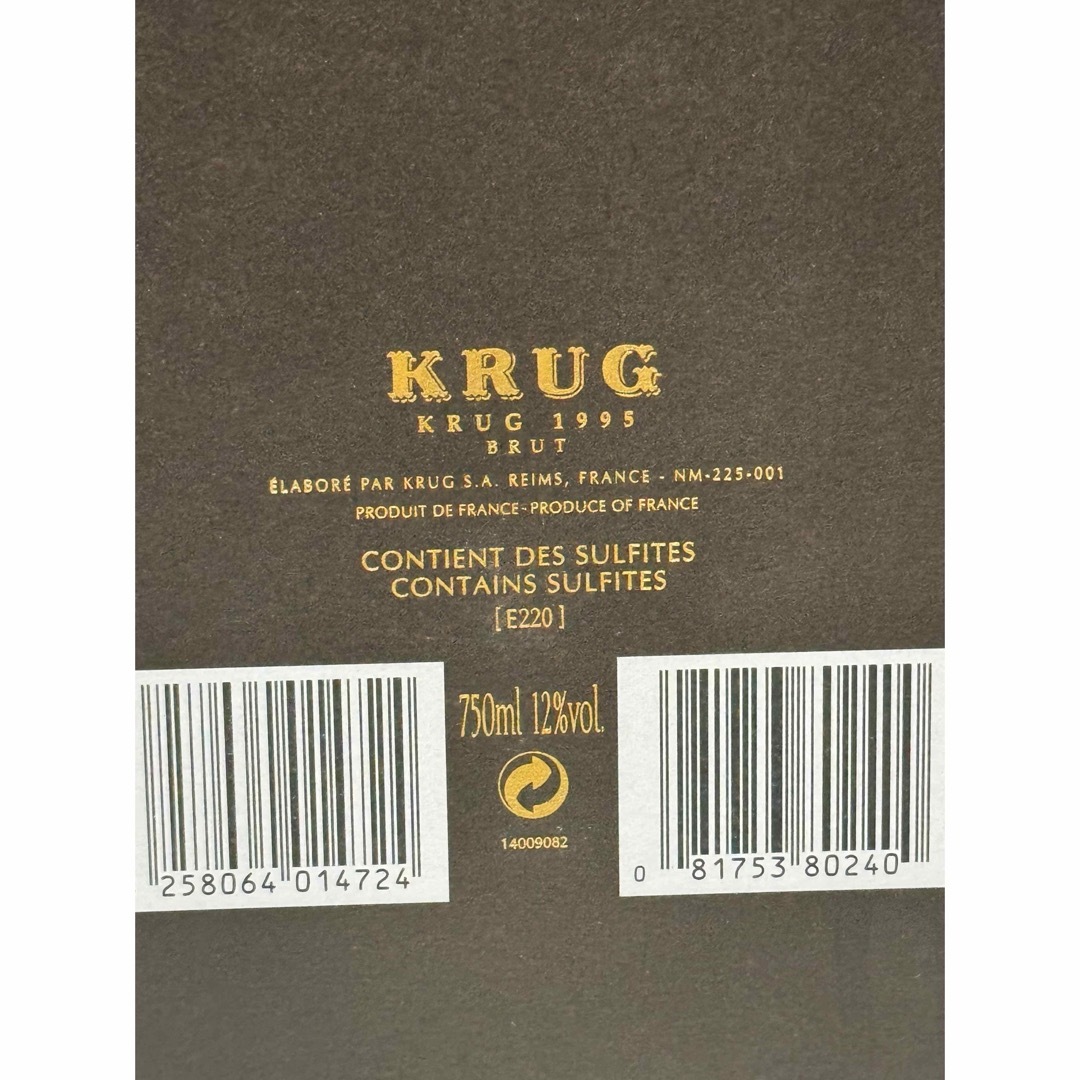 KRUG
KRUG 1995
BRUT
ÉLABORÉ PAR KRUG S.A. REIMS, FRANCE - NM-225-001
PRODUIT DE FRANCE-PRODUCE OF FRANCE
CONTIENT DES SULFITES
CONTAINS SULFITES
[E220]
750ml 12%vol.
14009082
258064 014724
0 81753 80240